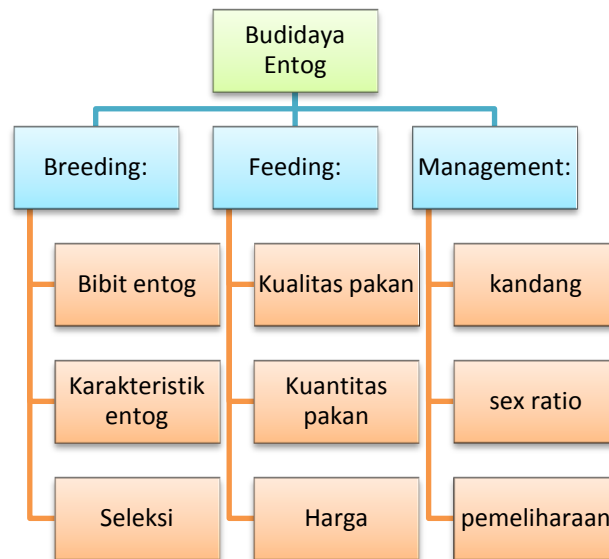 Budidaya
Entog
Breeding:
Feeding:
Management:
Bibit entog
Kualitas pakan
kandang
Karakteristik
entog
Kuantitas
pakan
sex ratio
Seleksi
Harga
pemeliharaan